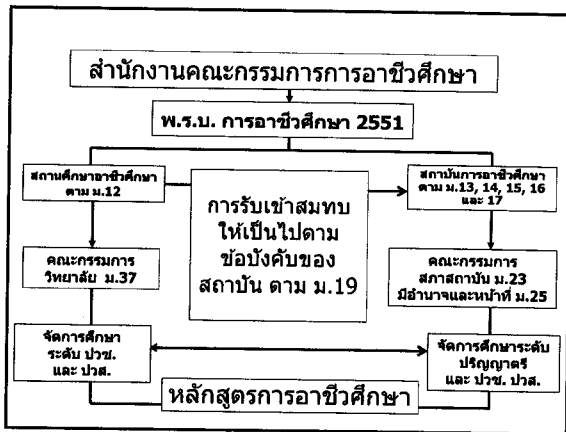 สำนักงานคณะกรรมการการอาชีวศึกษา
พ.ร.บ. การอาชีวศึกษา 2551
สถานศึกษาอาชีวศึกษา
ตาม ม.12
การรับเข้าสมทบ
ให้เป็นไปตาม
ข้อบังคับของ
สถาบัน ตาม ม.19
สถาบันการอาชีวศึกษา
ตาม ม.13, 14, 15, 16
และ 17
คณะกรรมการ
วิทยาลัย ม.37
คณะกรรมการ
สภาสถาบัน ม.23
มีอำนาจและหน้าที่ ม.25
จัดการศึกษา
ระดับ ปวช.
และ ปวส.
จัดการศึกษาระดับ
ปริญญาตรี
และ ปวช. ปวส.
หลักสูตรการอาชีวศึกษา